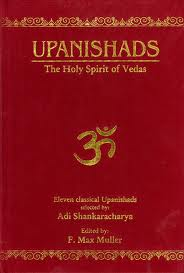 UPANISHADS
The Holy Spirit of Vedas
ॐ
Eleven classical Upanishads
selected by:
Adi Shankaracharya
Edited by:
F. Max Muller